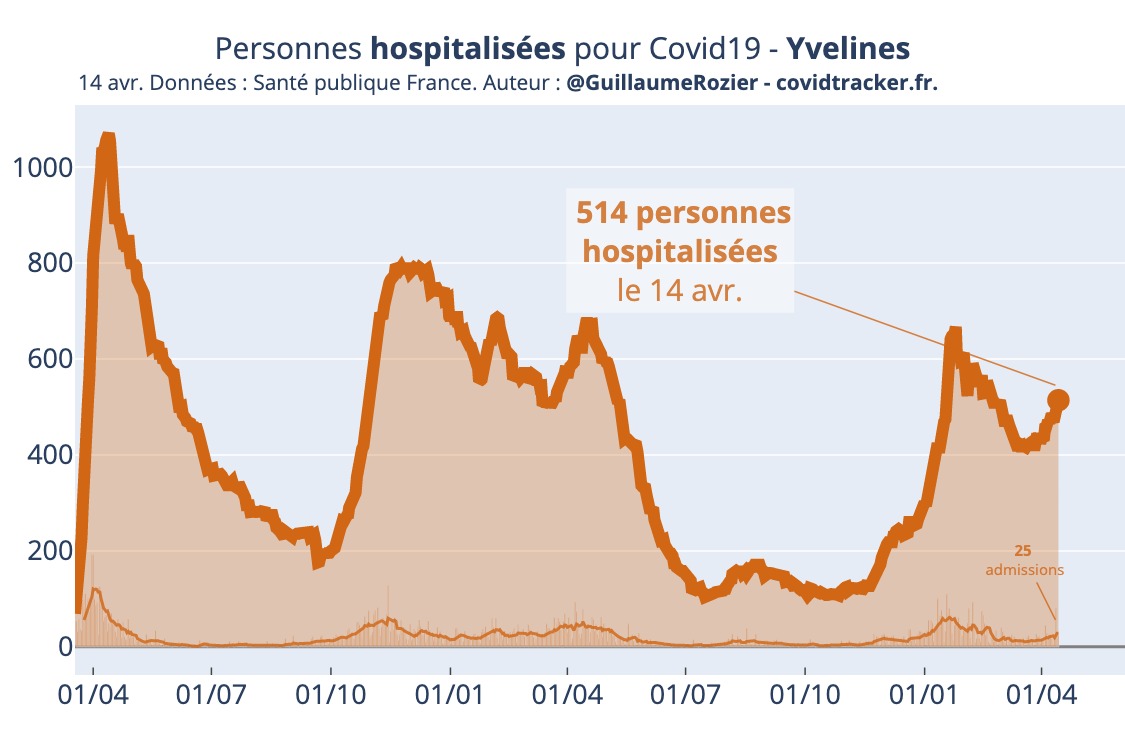 Personnes hospitalisées pour Covid19 - Yvelines
14 avr. Données : Santé publique France. Auteur : @GuillaumeRozier - covidtracker.fr.
1000
800
600
400
200
0
514 personnes
hospitalisées
le 14 avr.
25
admissions
01/04 01/07 01/10 01/01 01/04 01/07 01/10 01/01 01/04